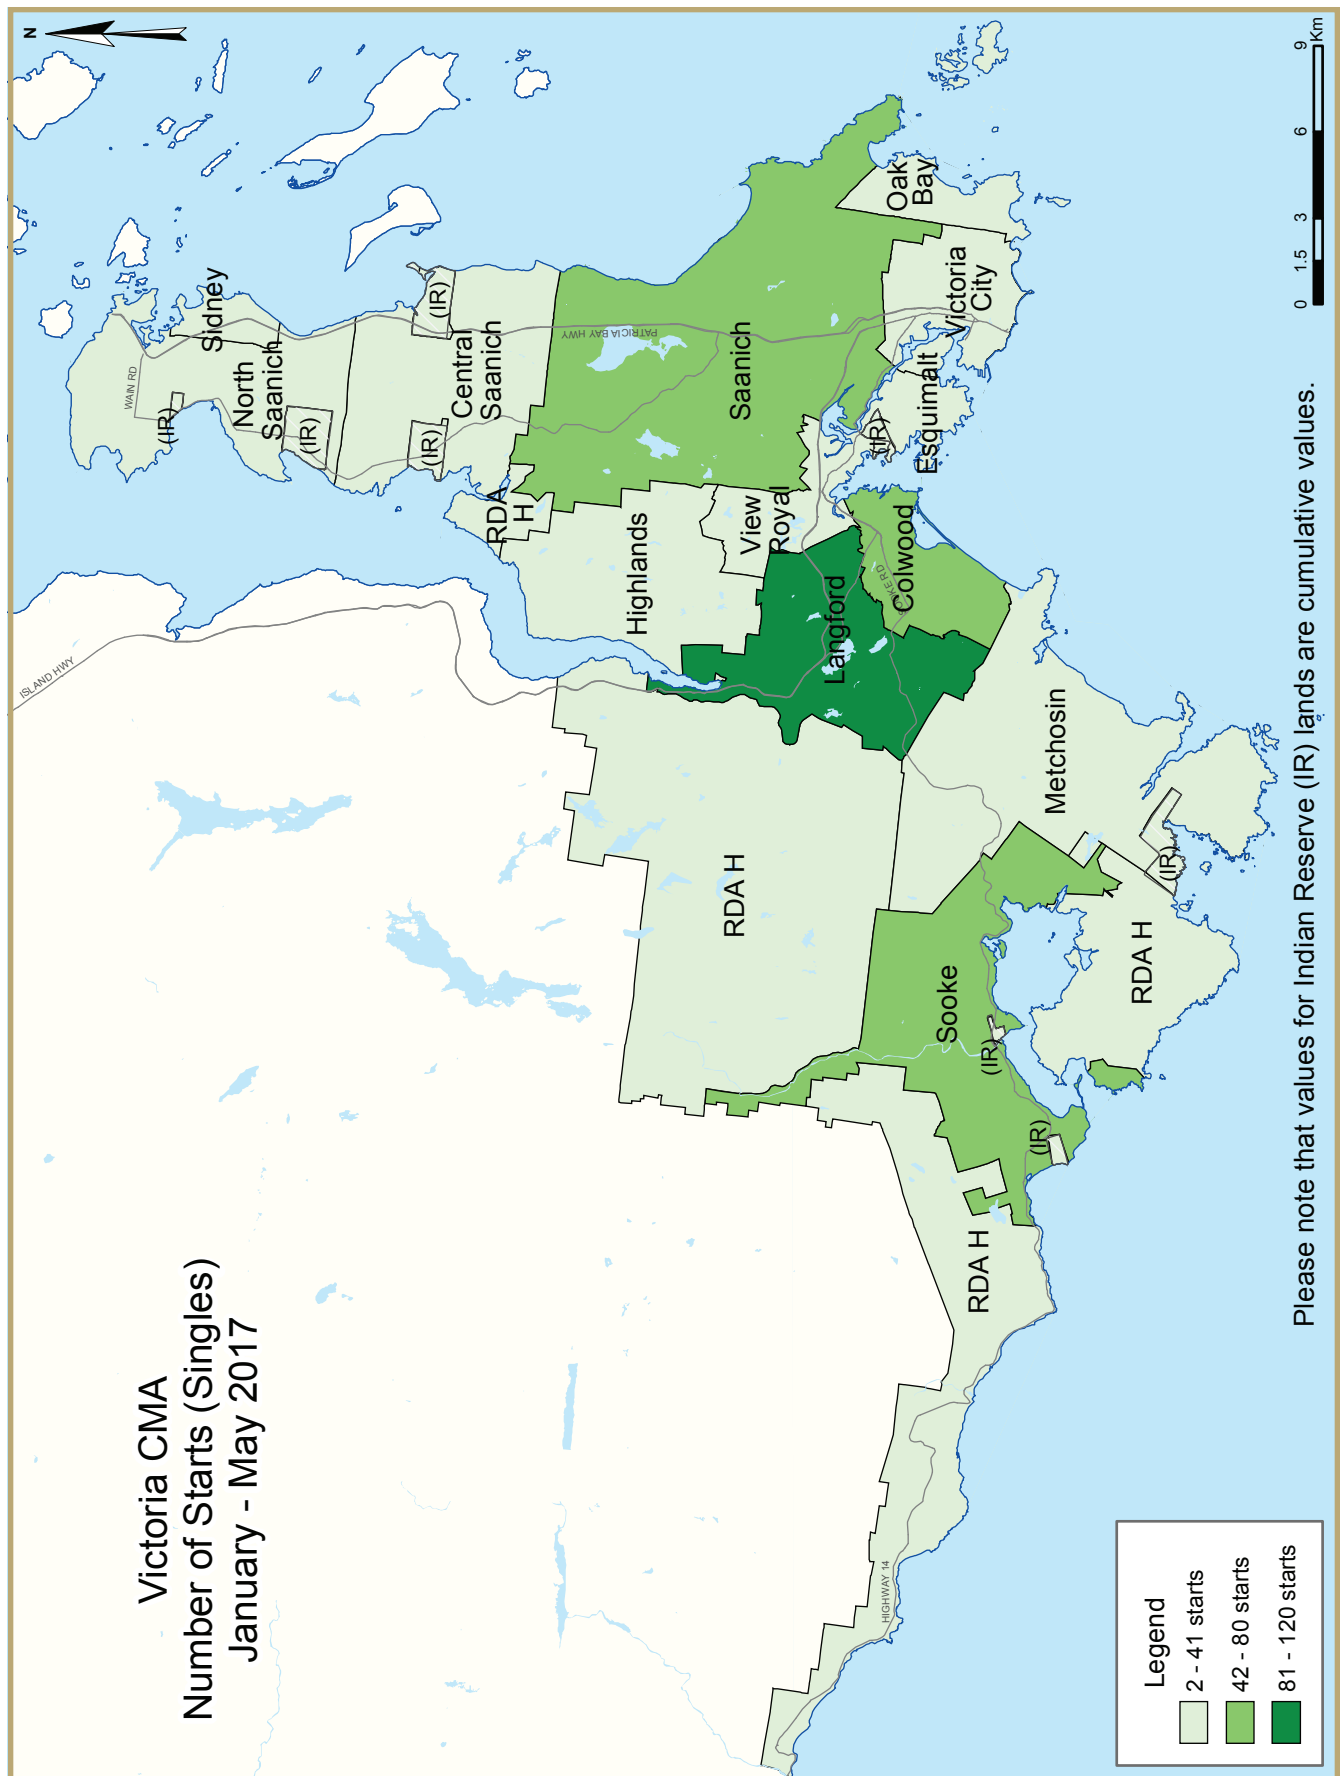 Victoria CMA
Number of Starts (Singles)
January - May 2017
N
ISLAND HWY
WAIN RD
(IR)
North
Saanich
Sidney
(IR)
(IR)
Central
Saanich
(IR)
PATRICIA BAY HWY
RDA
H
Highlands
Saanich
View
Royal
Langford
SOOKE RD
Colwood
(IR)
Esquimalt
Victoria
City
Oak
Bay
RDA H
Metchosin
(IR)
RDA H
Sooke
(IR)
(IR)
RDA H
HIGHWAY 14
Legend
2 - 41 starts
42 - 80 starts
81 - 120 starts
0 1.5 3 6 9
Km
Please note that values for Indian Reserve (IR) lands are cumulative values.